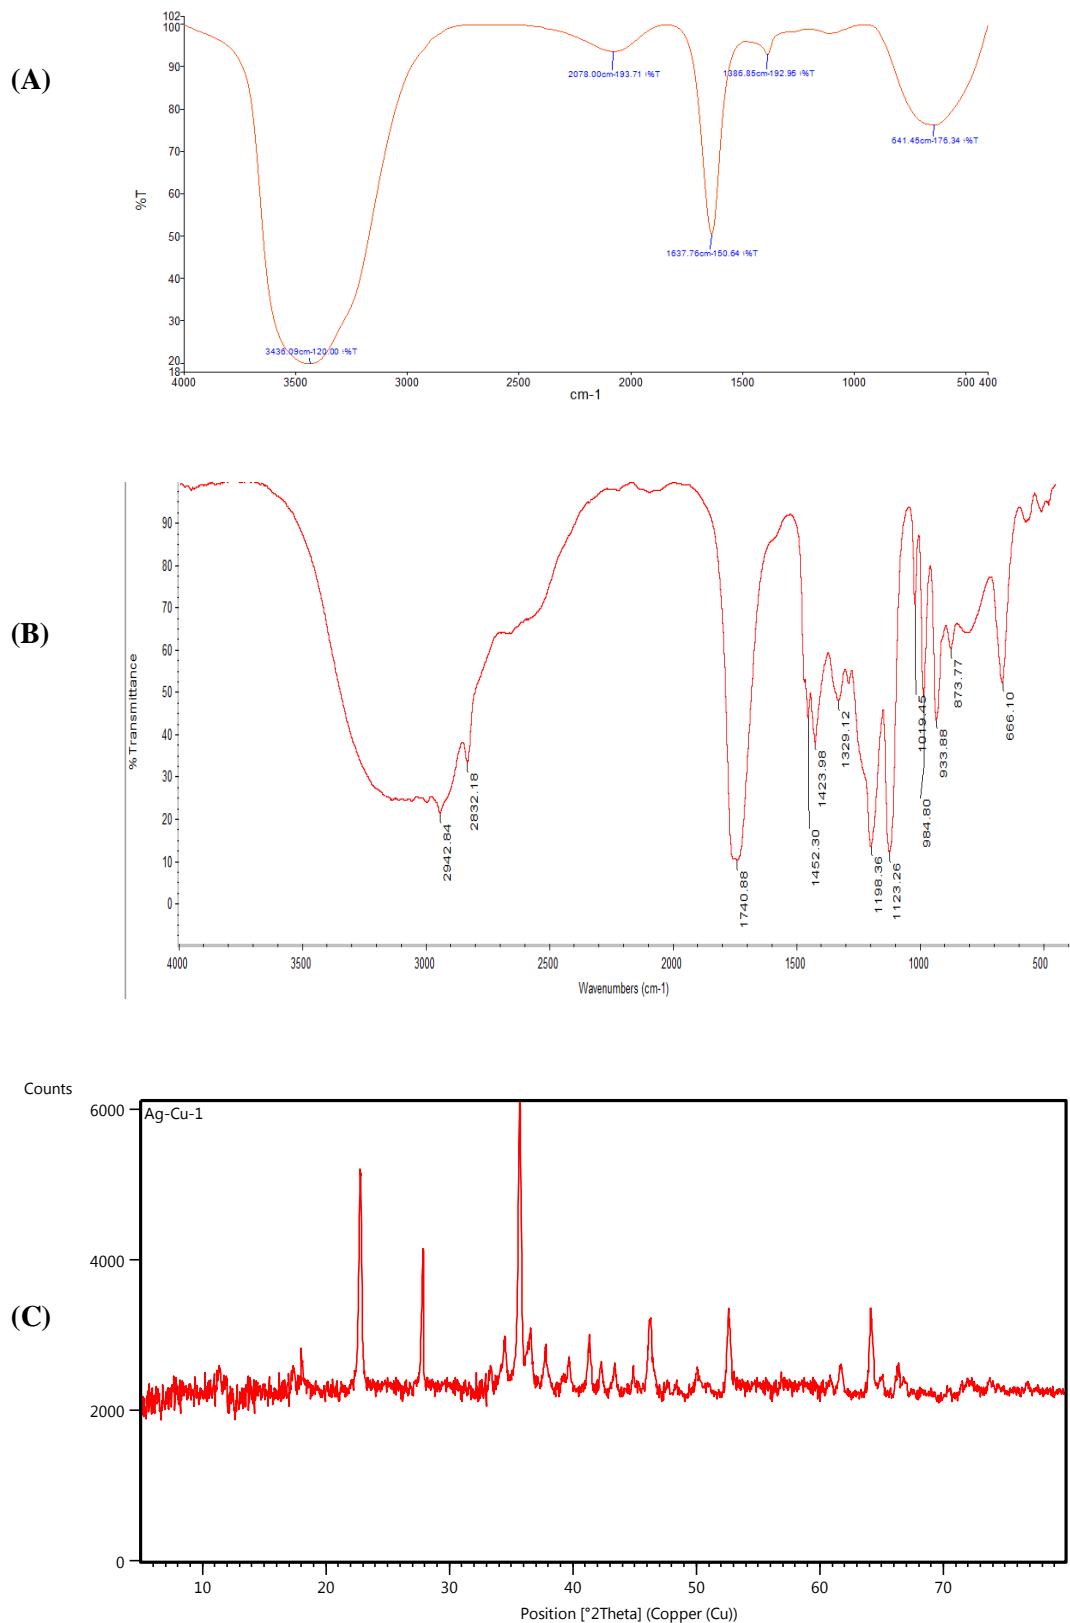 (A)
102
100
90
80
70
60
50
40
30
20
18
%T
2078.00cm-193.71 %T
1386.85cm-192.95 %T
641.45cm-176.34 %T
1637.76cm-150.64 %T
3436.09cm-120.00 %T
4000 3500 3000 2500 2000 1500 1000 500 400
cm-1
(B)
90
80
70
60
50
40
30
20
10
0
%Transmittance
2942.84
2832.18
1740.88
1452.30
1423.98
1329.12
1198.36
1123.26
1019.45
984.80
933.88
873.77
666.10
4000 3500 3000 2500 2000 1500 1000 500
Wavenumbers (cm-1)
(C)
Counts
Ag-Cu-1
6000
4000
2000
0
10 20 30 40 50 60 70
Position [°2Theta] (Copper (Cu))